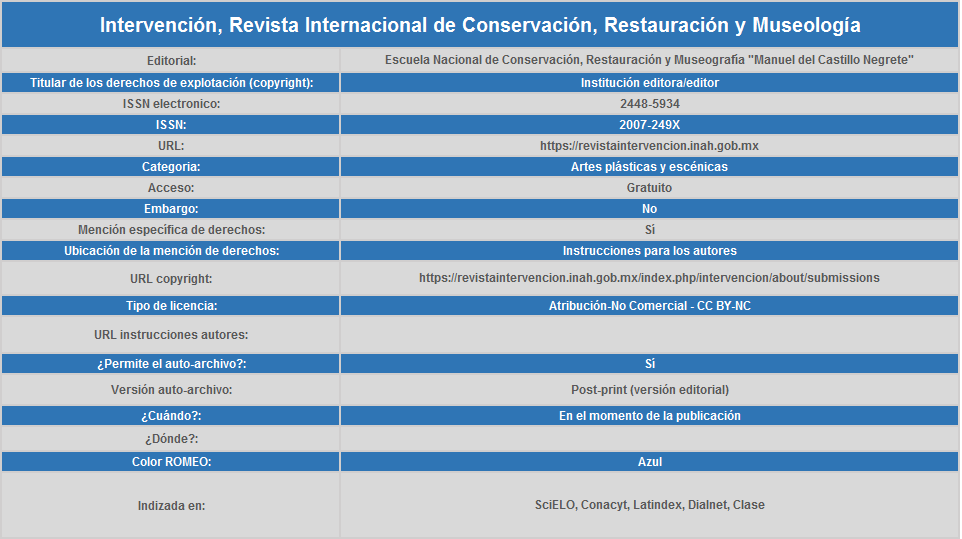 Intervención, Revista Internacional de Conservación, Restauración y Museología
Editorial: Escuela Nacional de Conservación, Restauración y Museografía "Manuel del Castillo Negrete"
Titular de los derechos de explotación (copyright): Institución editora/editor
ISSN electronico: 2448-5934
ISSN: 2007-249X
URL: https://revistaintervencion.inah.gob.mx
Categoría: Artes plásticas y escénicas
Acceso: Gratuito
Embargo: No
Mención específica de derechos: Sí
Ubicación de la mención de derechos: Instrucciones para los autores
URL copyright: https://revistaintervencion.inah.gob.mx/index.php/intervencion/about/submissions
Tipo de licencia: Atribución-No Comercial - CC BY-NC
URL instrucciones autores:
¿Permite el auto-archivo?: Sí
Versión auto-archivo: Post-print (versión editorial)
¿Cuándo?: En el momento de la publicación
¿Dónde?:
Color ROMEO: Azul
Indizada en: SciELO, Conacyt, Latindex, Dialnet, Clase